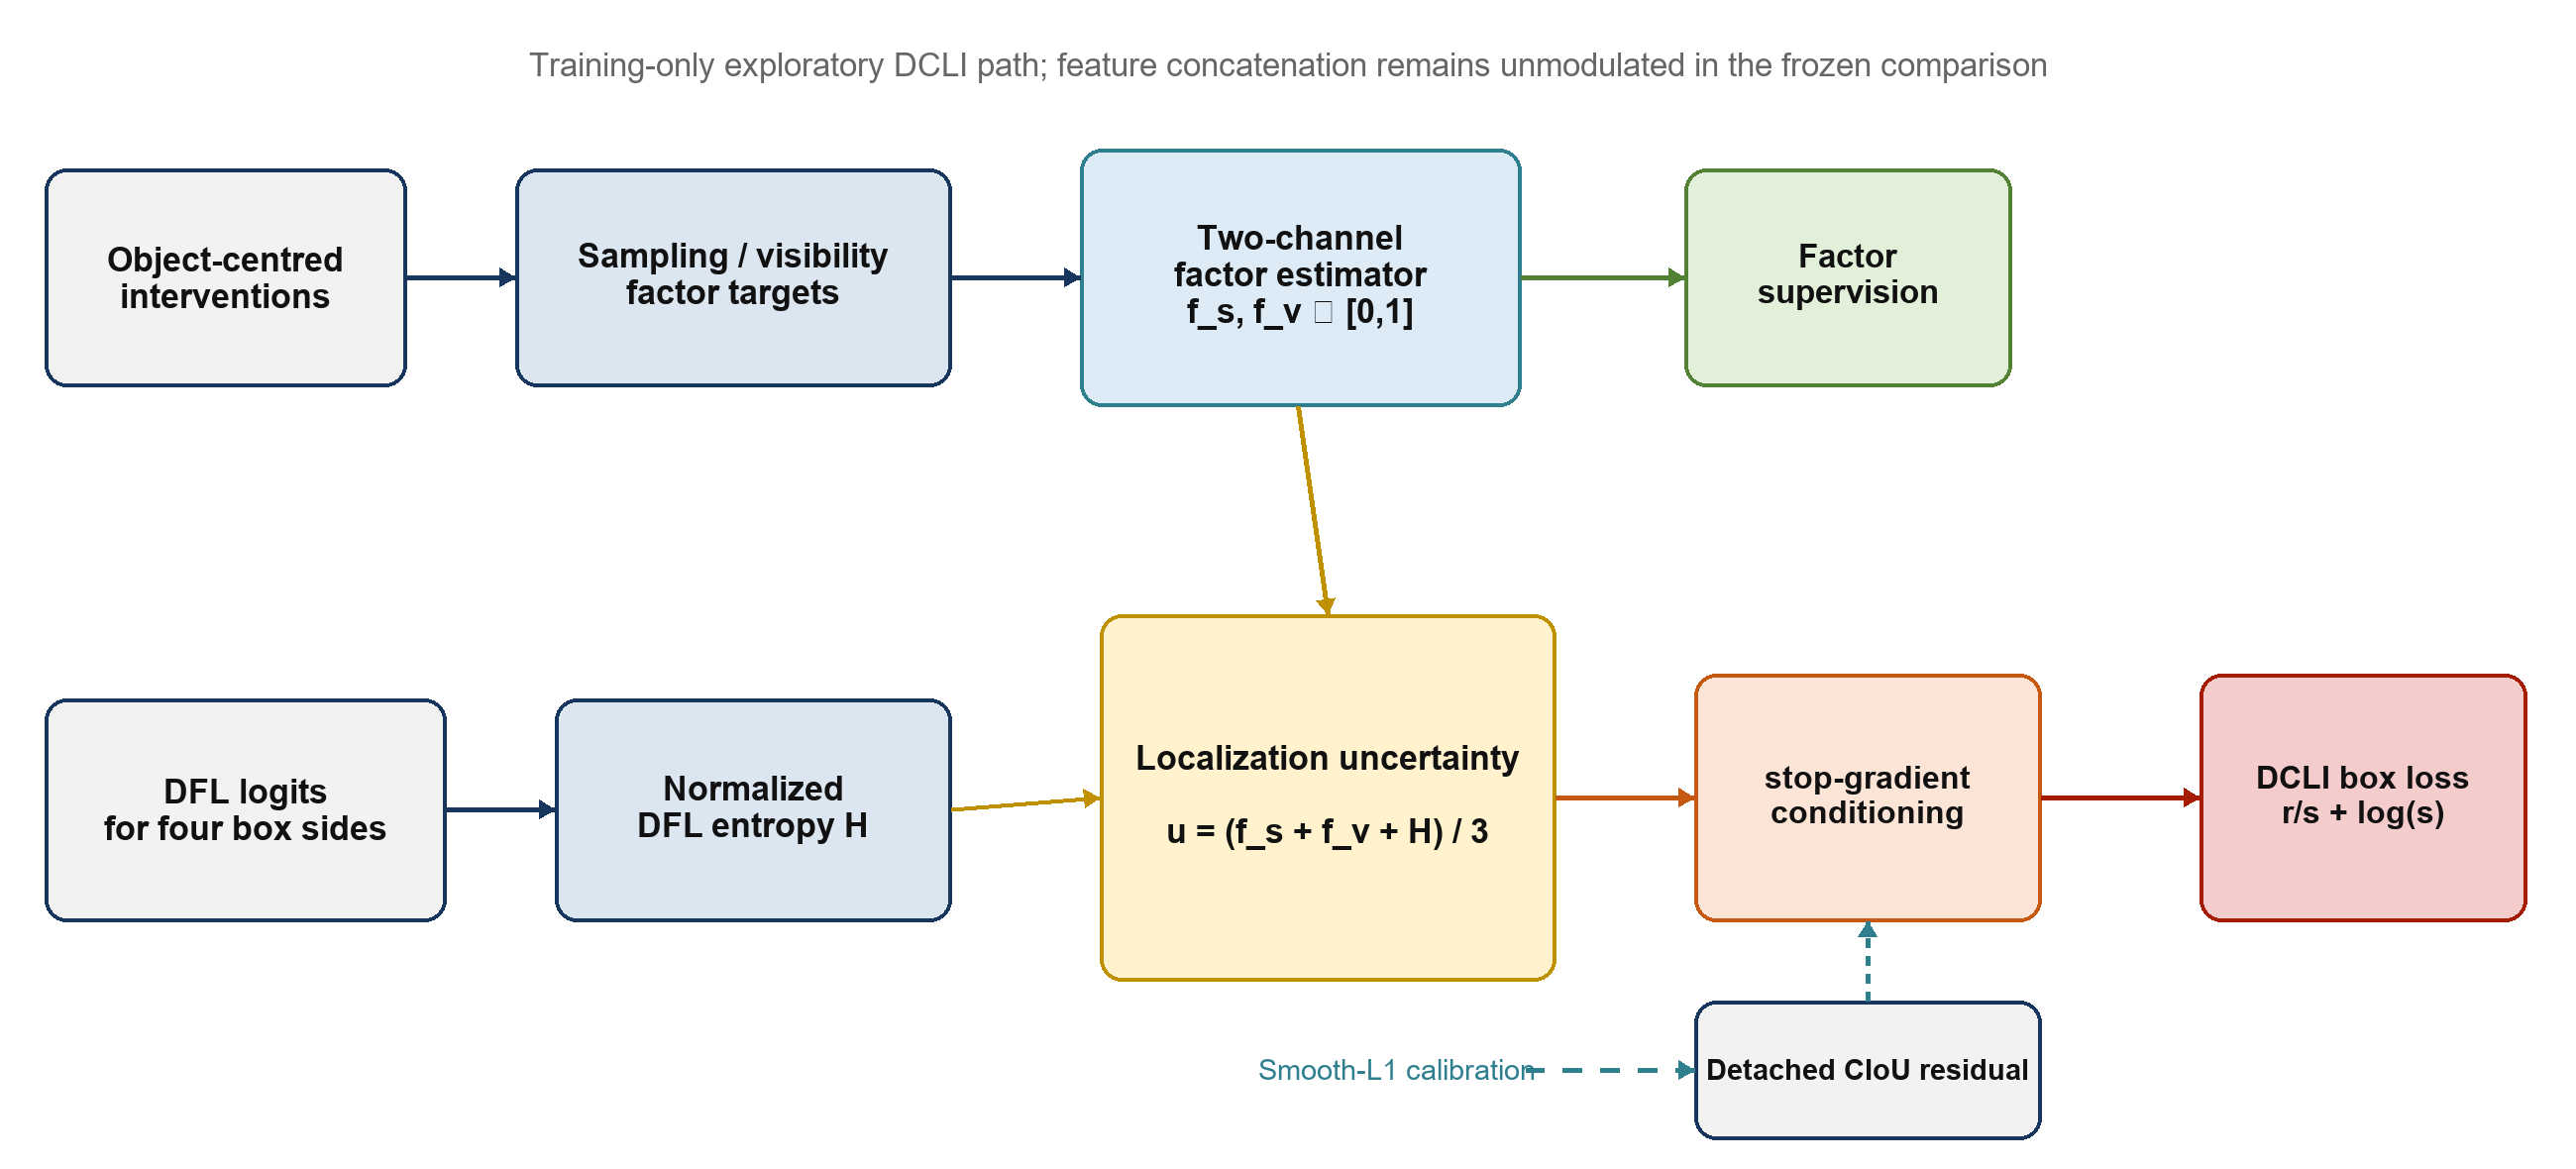 Training-only exploratory DCLI path; feature concatenation remains unmodulated in the frozen comparison
Object-centred
interventions
Sampling / visibility
factor targets
Two-channel
factor estimator
f_s, f_v □ [0,1]
Factor
supervision
DFL logits
for four box sides
Normalized
DFL entropy H
Localization uncertainty
u = (f_s + f_v + H) / 3
stop-gradient
conditioning
DCLI box loss
r/s + log(s)
Smooth-L1 calibration
Detached CIoU residual